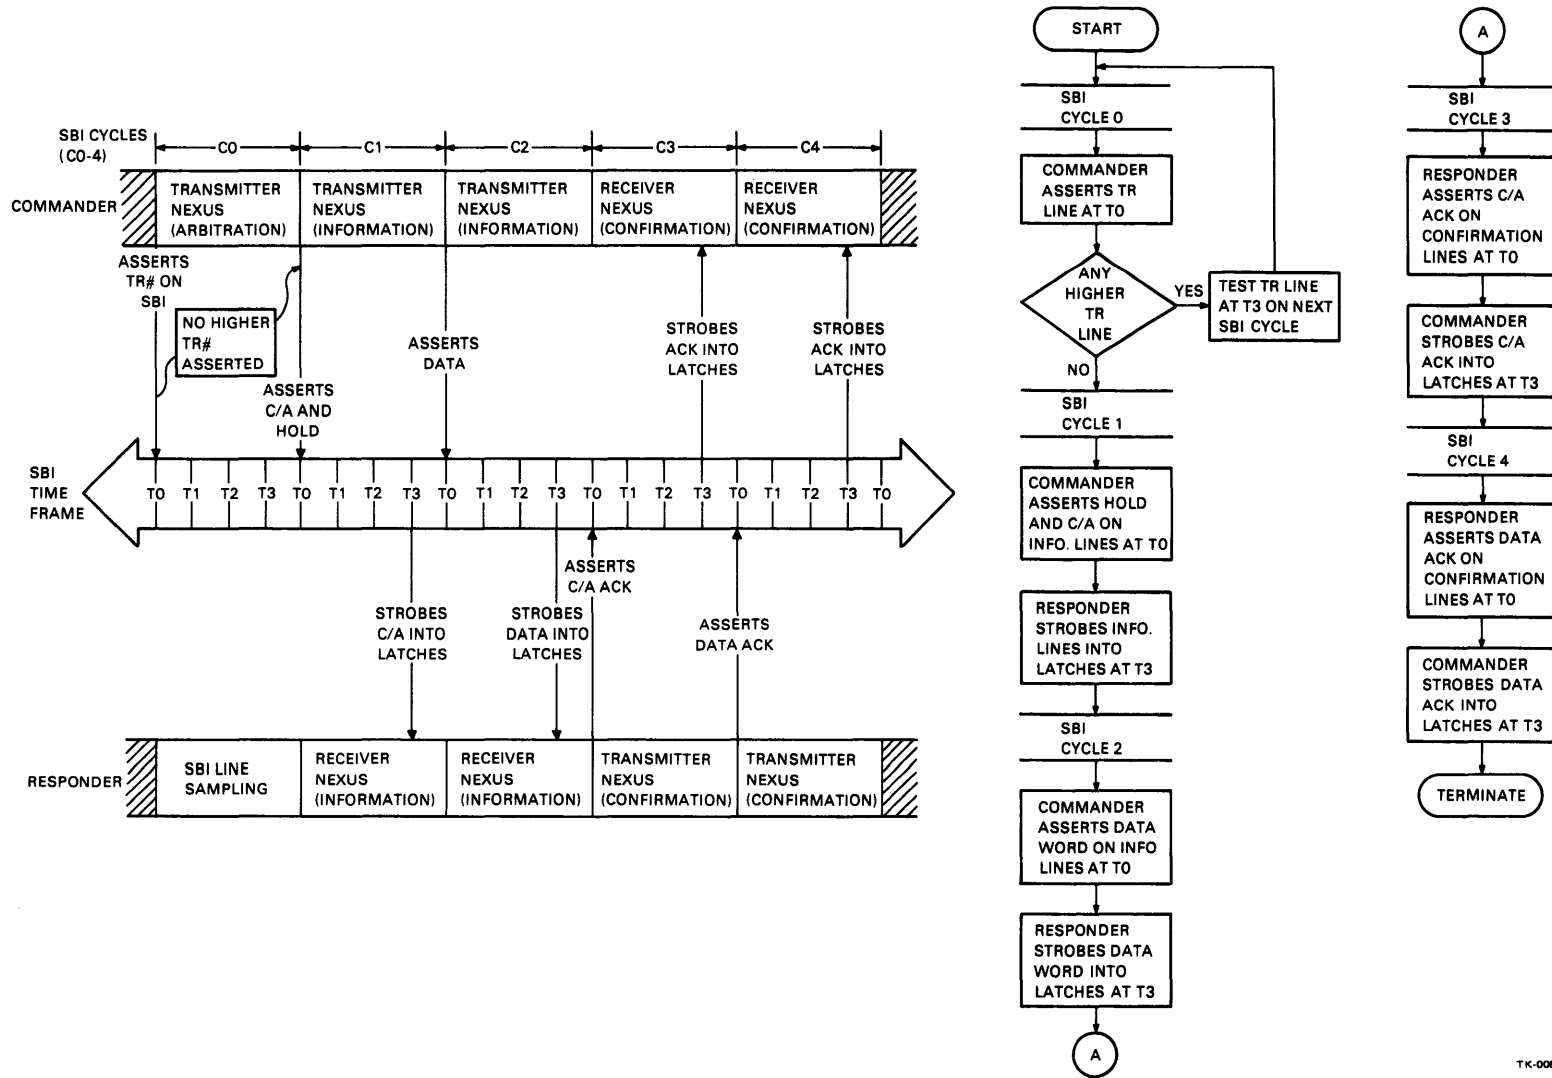 SBI CYCLES
(C0-4)
C0
C1
C2
C3
C4
COMMANDER
TRANSMITTER
NEXUS
(ARBITRATION)
TRANSMITTER
NEXUS
(INFORMATION)
TRANSMITTER
NEXUS
(INFORMATION)
RECEIVER
NEXUS
(CONFIRMATION)
RECEIVER
NEXUS
(CONFIRMATION)
ASSERTS
TR# ON
SBI
NO HIGHER
TR#
ASSERTED
ASSERTS
C/A AND
HOLD
ASSERTS
DATA
STROBES
ACK INTO
LATCHES
STROBES
ACK INTO
LATCHES
SBI
TIME
FRAME
T0 T1 T2 T3 T0 T1 T2 T3 T0 T1 T2 T3 T0 T1 T2 T3 T0 T1 T2 T3 T0
STROBES
C/A INTO
LATCHES
STROBES
DATA INTO
LATCHES
ASSERTS
C/A ACK
ASSERTS
DATA ACK
RESPONDER
SBI LINE
SAMPLING
RECEIVER
NEXUS
(INFORMATION)
RECEIVER
NEXUS
(INFORMATION)
TRANSMITTER
NEXUS
(CONFIRMATION)
TRANSMITTER
NEXUS
(CONFIRMATION)
START
SBI
CYCLE 0
COMMANDER
ASSERTS TR
LINE AT T0
ANY
HIGHER
TR
LINE
YES
TEST TR LINE
AT T3 ON NEXT
SBI CYCLE
NO
SBI
CYCLE 1
COMMANDER
ASSERTS HOLD
AND C/A ON
INFO. LINES AT T0
RESPONDER
STROBES INFO.
LINES INTO
LATCHES AT T3
SBI
CYCLE 2
COMMANDER
ASSERTS DATA
WORD ON INFO
LINES AT T0
RESPONDER
STROBES DATA
WORD INTO
LATCHES AT T3
A
A
SBI
CYCLE 3
RESPONDER
ASSERTS C/A
ACK ON
CONFIRMATION
LINES AT T0
COMMANDER
STROBES C/A
ACK INTO
LATCHES AT T3
SBI
CYCLE 4
RESPONDER
ASSERTS DATA
ACK ON
CONFIRMATION
LINES AT T0
COMMANDER
STROBES DATA
ACK INTO
LATCHES AT T3
TERMINATE